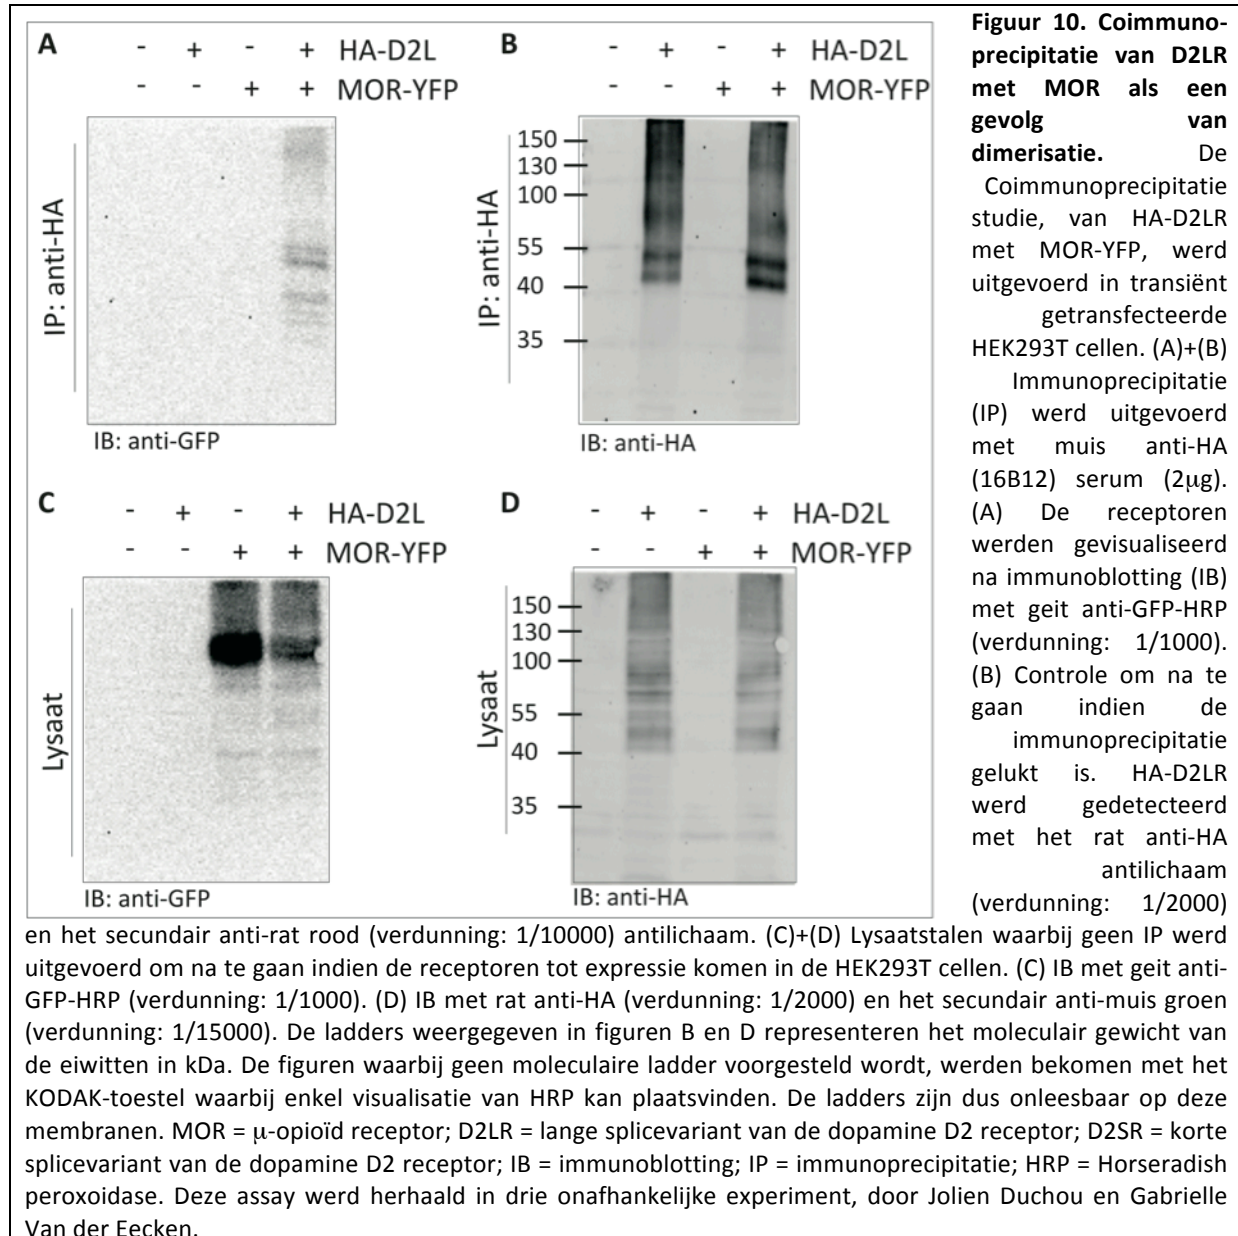 A
- + - + HA-D2L
- - + + MOR-YFP
IP: anti-HA
IB: anti-GFP
B
- + - + HA-D2L
- - + + MOR-YFP
IP: anti-HA
150
130
100
55
40
35
IB: anti-HA
C
- + - + HA-D2L
- - + + MOR-YFP
Lysaat
IB: anti-GFP
D
- + - + HA-D2L
- - + + MOR-YFP
Lysaat
150
130
100
55
40
35
IB: anti-HA
Figuur 10. Coimmuno-
precipitatie van D2LR
met MOR als een
gevolg van
dimerisatie. De
Coimmunoprecipitatie
studie, van HA-D2LR
met MOR-YFP, werd
uitgevoerd in transiënt
getransfecteerde
HEK293T cellen. (A)+(B)
Immunoprecipitatie
(IP) werd uitgevoerd
met muis anti-HA
(16B12) serum (2μg).
(A) De receptoren
werden gevisualiseerd
na immunoblotting (IB)
met geit anti-GFP-HRP
(verdunning: 1/1000).
(B) Controle om na te
gaan indien de
immunoprecipitatie
gelukt is. HA-D2LR
werd gedetecteerd
met het rat anti-HA
antilichaam
(verdunning: 1/2000)
en het secundair anti-rat rood (verdunning: 1/10000) antilichaam. (C)+(D) Lysaatstalen waarbij geen IP werd
uitgevoerd om na te gaan indien de receptoren tot expressie komen in de HEK293T cellen. (C) IB met geit anti-
GFP-HRP (verdunning: 1/1000). (D) IB met rat anti-HA (verdunning: 1/2000) en het secundair anti-muis groen
(verdunning: 1/15000). De ladders weergegeven in figuren B en D representeren het moleculair gewicht van
de eiwitten in kDa. De figuren waarbij geen moleculaire ladder voorgesteld wordt, werden bekomen met het
KODAK-toestel waarbij enkel visualisatie van HRP kan plaatsvinden. De ladders zijn dus onleesbaar op deze
membranen. MOR = μ-opioïd receptor; D2LR = lange splicevariant van de dopamine D2 receptor; D2SR = korte
splicevariant van de dopamine D2 receptor; IB = immunoblotting; IP = immunoprecipitatie; HRP = Horseradish
peroxoidase. Deze assay werd herhaald in drie onafhankelijke experiment, door Jolien Duchou en Gabrielle
Van der Eecken.